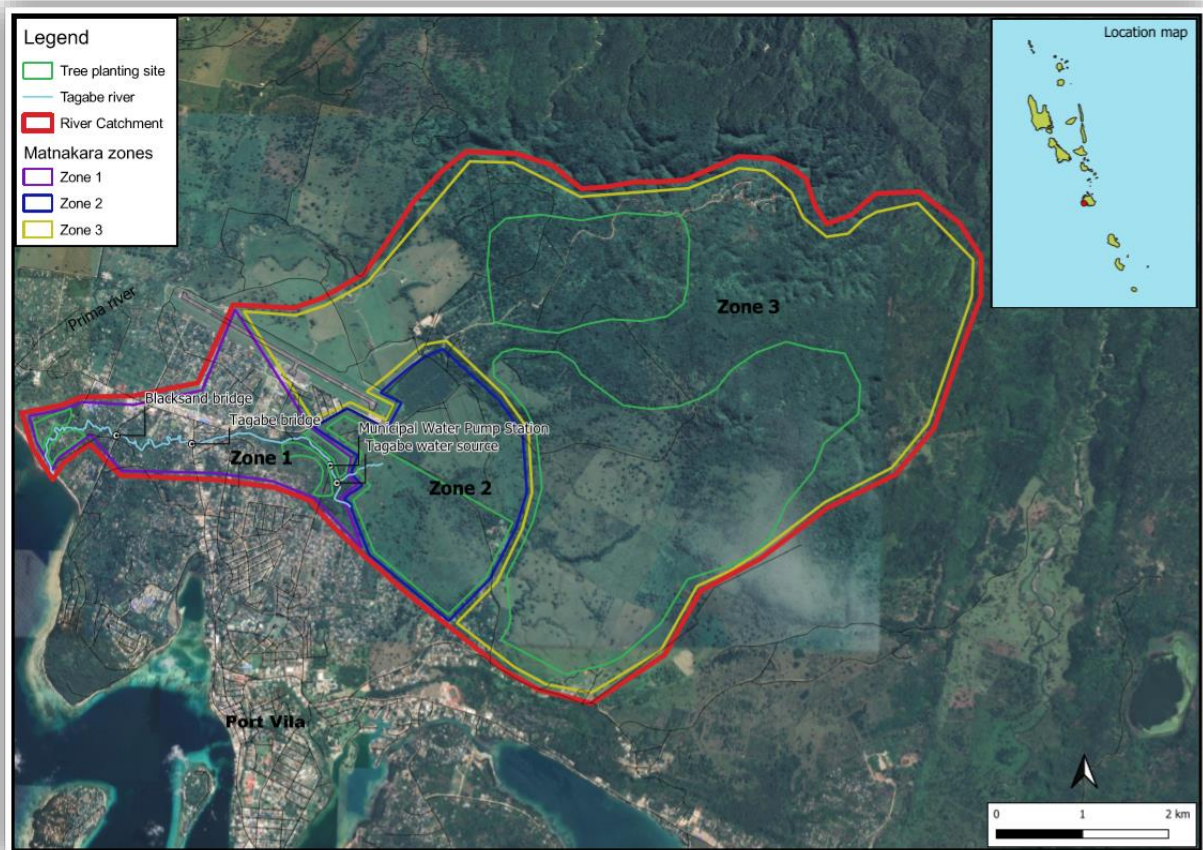 Legend
Tree planting site
Tagabe river
River Catchment
Matnakara zones
Zone 1
Zone 2
Zone 3
Location map
Prima river
Zone 3
Blacksand bridge
Tagabe bridge
Municipal Water Pump Station
Tagabe water source
Zone 1
Zone 2
Port Vila
0 1 2 km